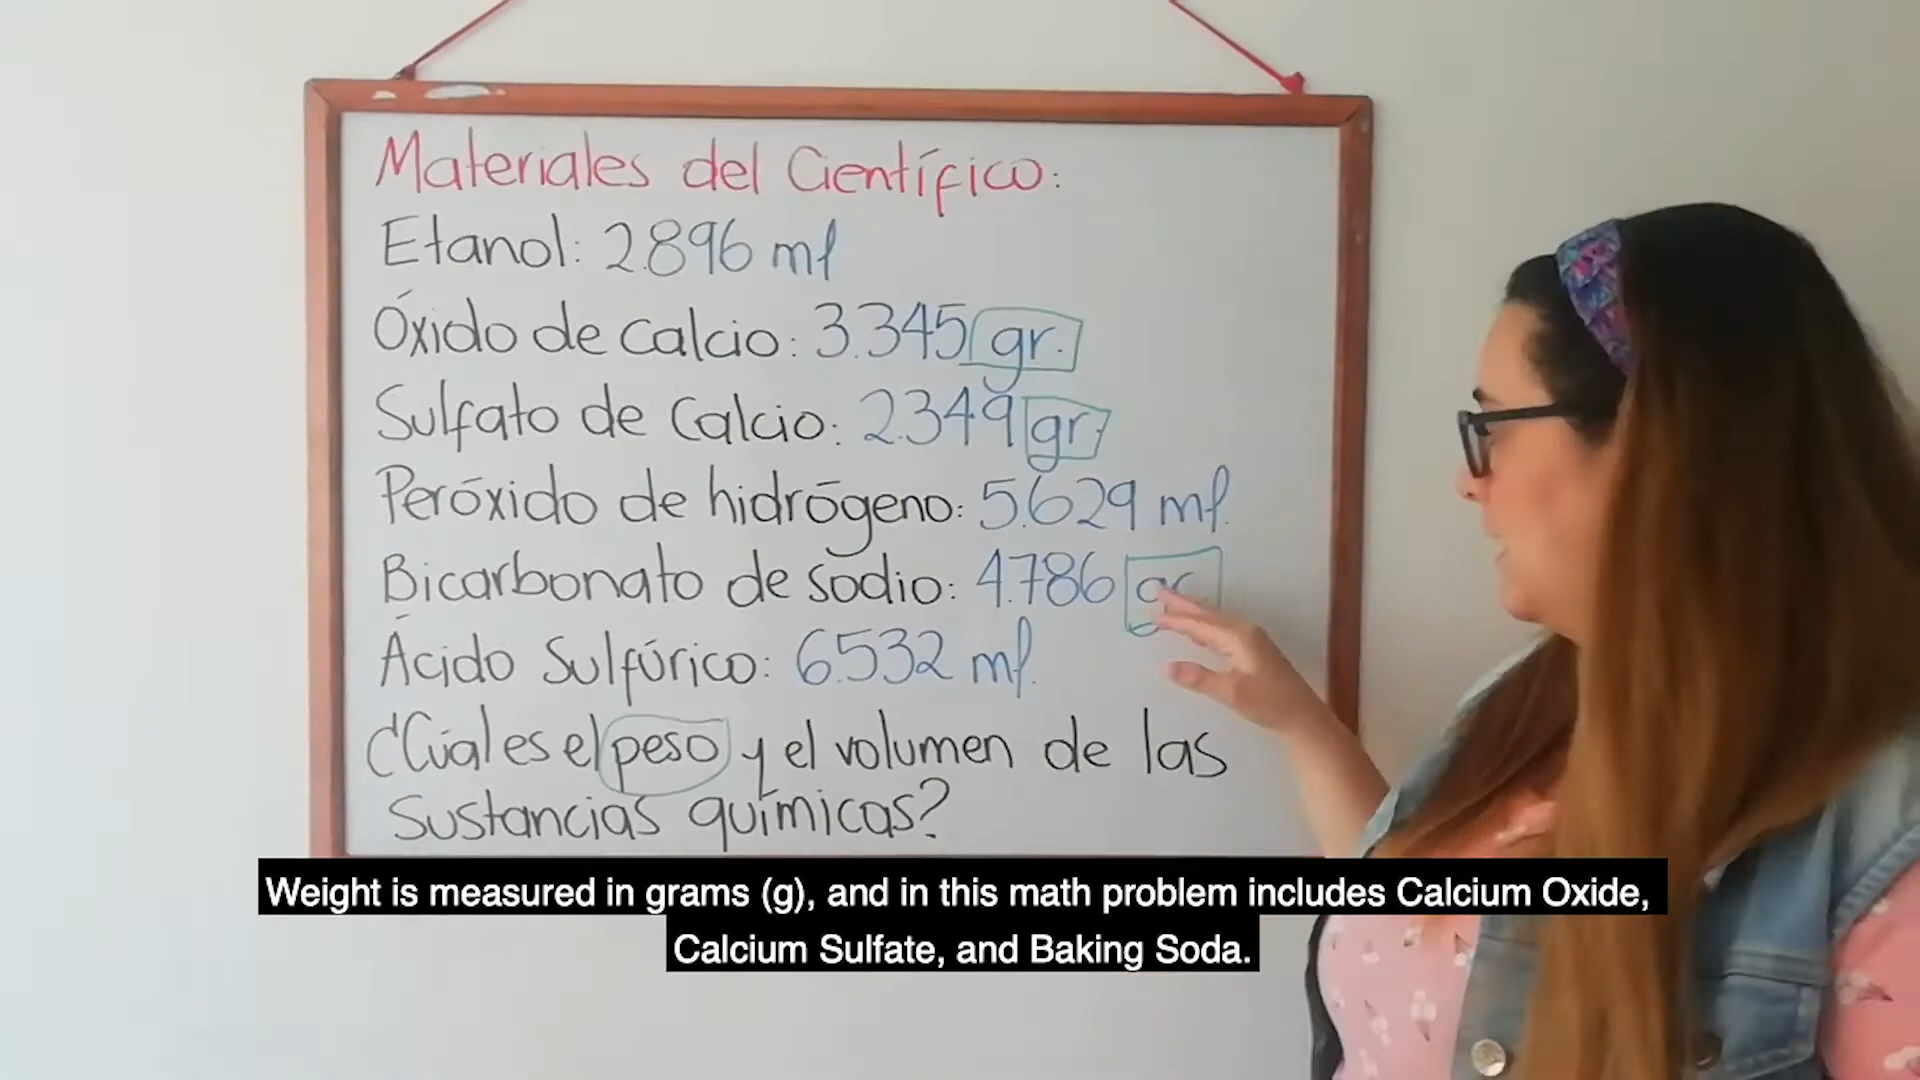 Materiales del Científico:
Etanol: 2.896 ml
Óxido de calcio: 3.345 gr.
Sulfato de Calcio: 2.349 gr.
Peróxido de hidrógeno: 5.629 ml.
Bicarbonato de sodio: 4.786 gr.
Ácido Sulfúrico: 6.532 ml.
¿Cúal es el peso y el volumen de las
sustancias químicas?
Weight is measured in grams (g), and in this math problem includes Calcium Oxide,
Calcium Sulfate, and Baking Soda.